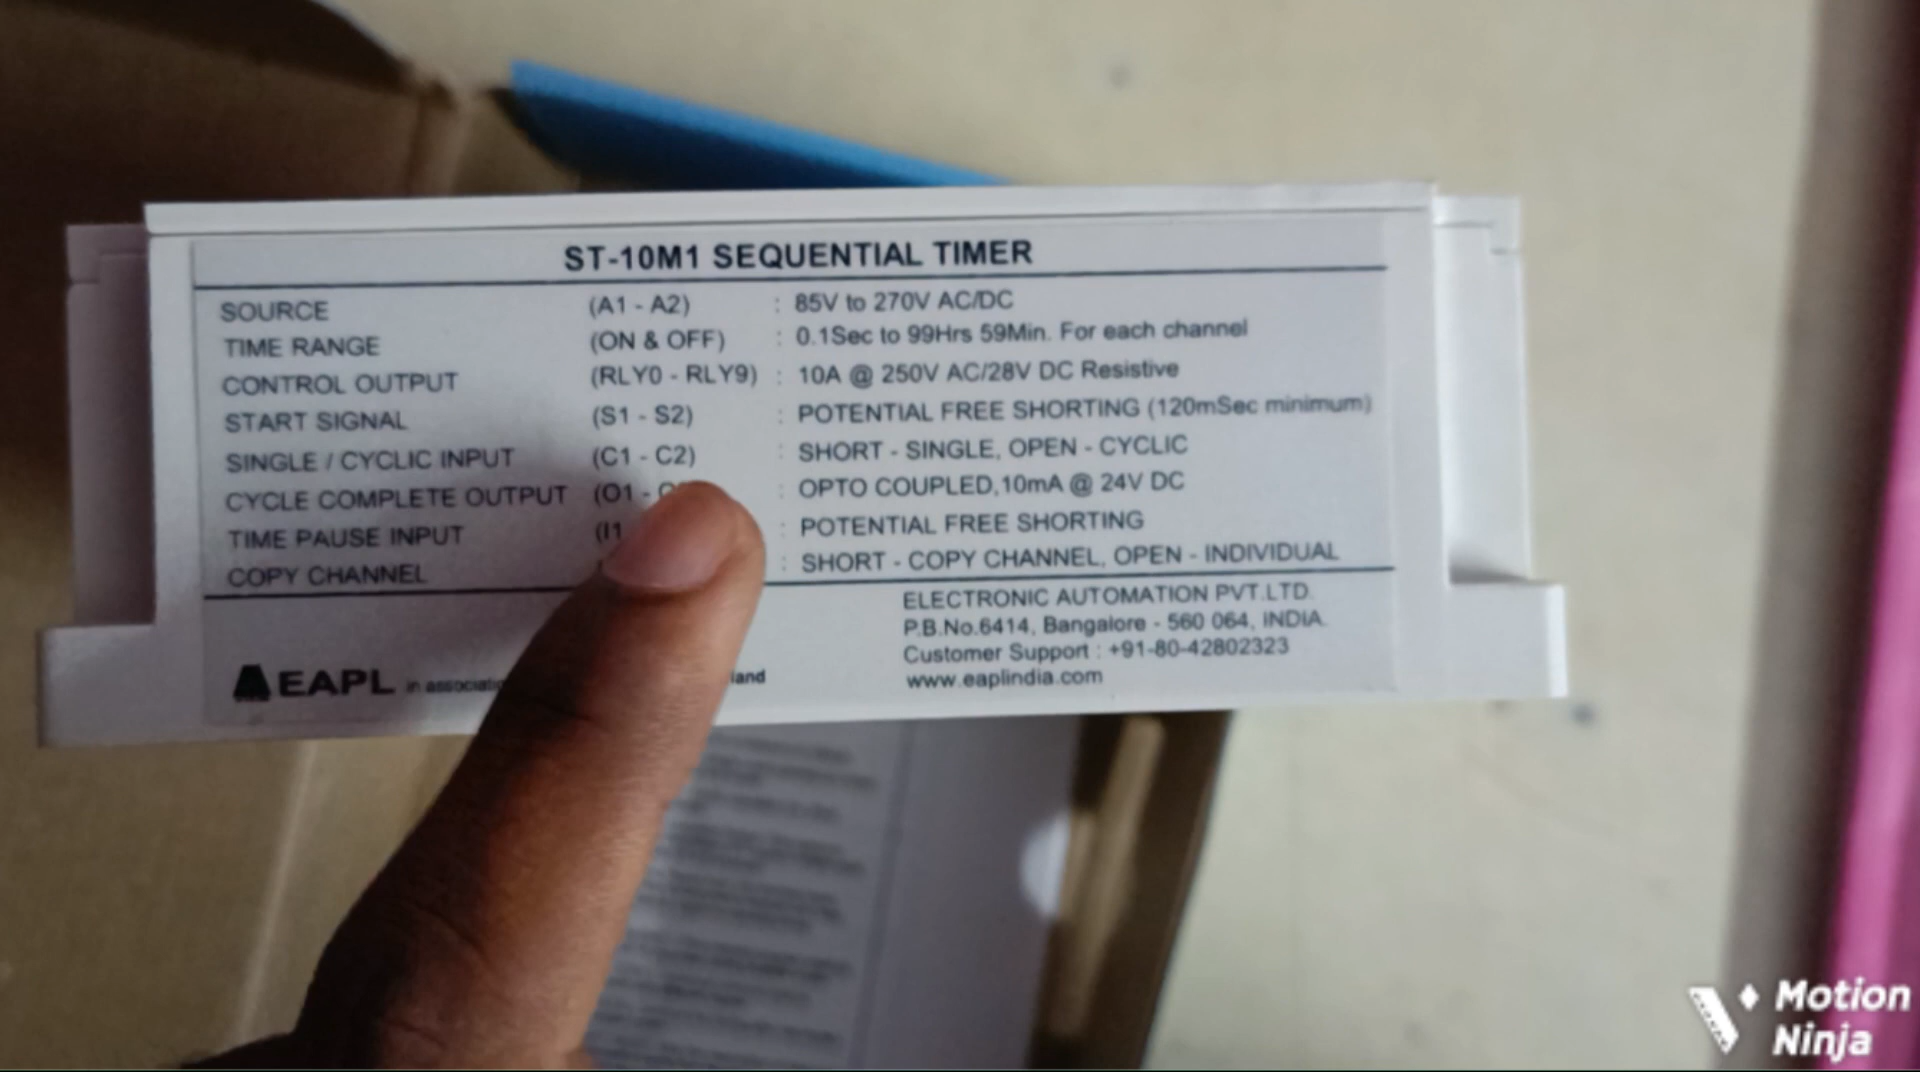 ST-10M1 SEQUENTIAL TIMER
SOURCE (A1 - A2) : 85V to 270V AC/DC
TIME RANGE (ON & OFF) : 0.1Sec to 99Hrs 59Min. For each channel
CONTROL OUTPUT (RLY0 - RLY9) : 10A @ 250V AC/28V DC Resistive
START SIGNAL (S1 - S2) : POTENTIAL FREE SHORTING (120mSec minimum)
SINGLE / CYCLIC INPUT (C1 - C2) : SHORT - SINGLE, OPEN - CYCLIC
CYCLE COMPLETE OUTPUT (O1 - : OPTO COUPLED,10mA @ 24V DC
TIME PAUSE INPUT (I1 : POTENTIAL FREE SHORTING
COPY CHANNEL : SHORT - COPY CHANNEL, OPEN - INDIVIDUAL
ELECTRONIC AUTOMATION PVT.LTD.
P.B.No.6414, Bangalore - 560 064, INDIA.
Customer Support : +91-80-42802323
www.eaplindia.com
EAPL in
Motion
Ninja